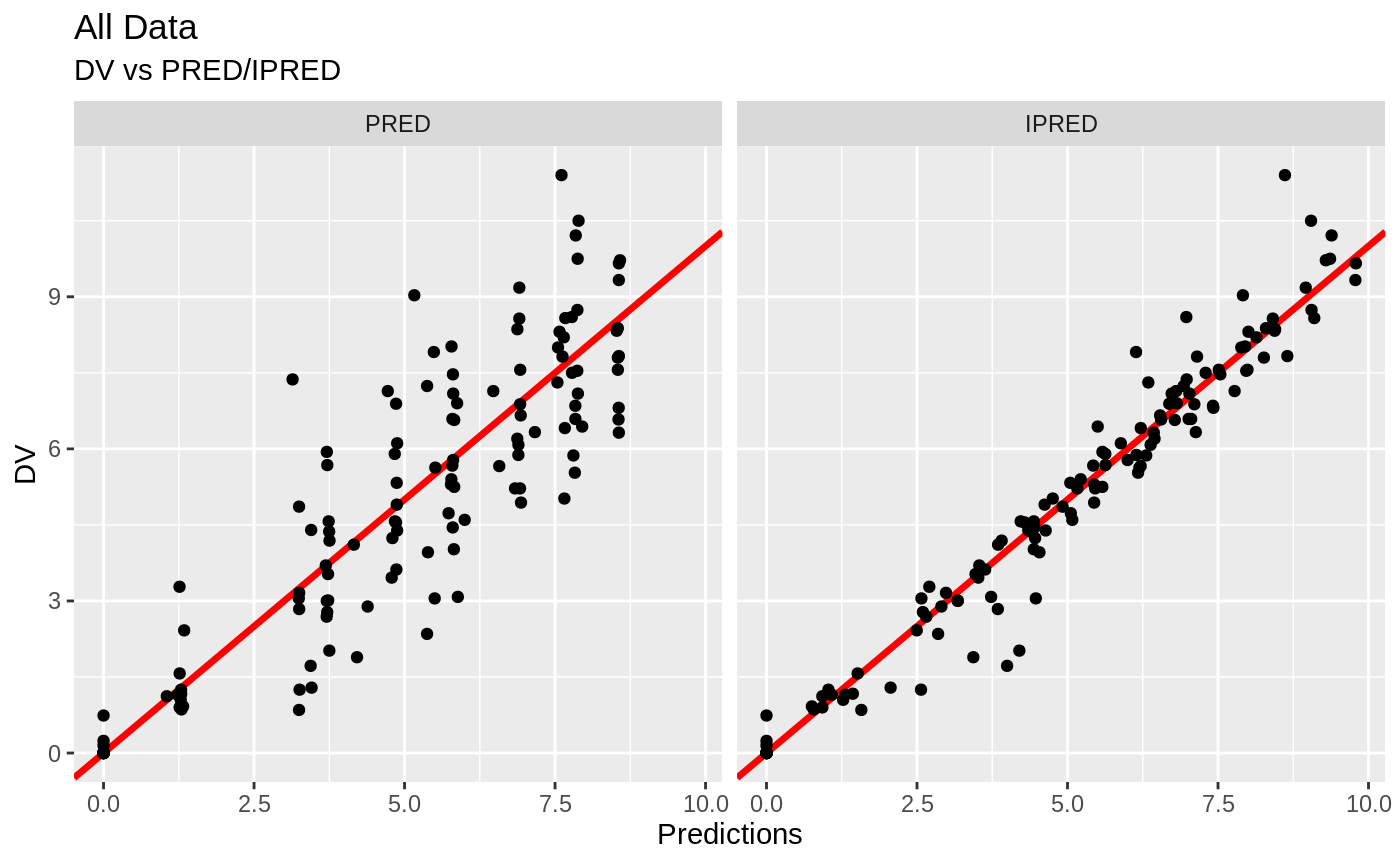 All Data
DV vs PRED/IPRED
PRED IPRED
9
6
3
0
DV
0.0 2.5 5.0 7.5 10.0 0.0 2.5 5.0 7.5 10.0
Predictions